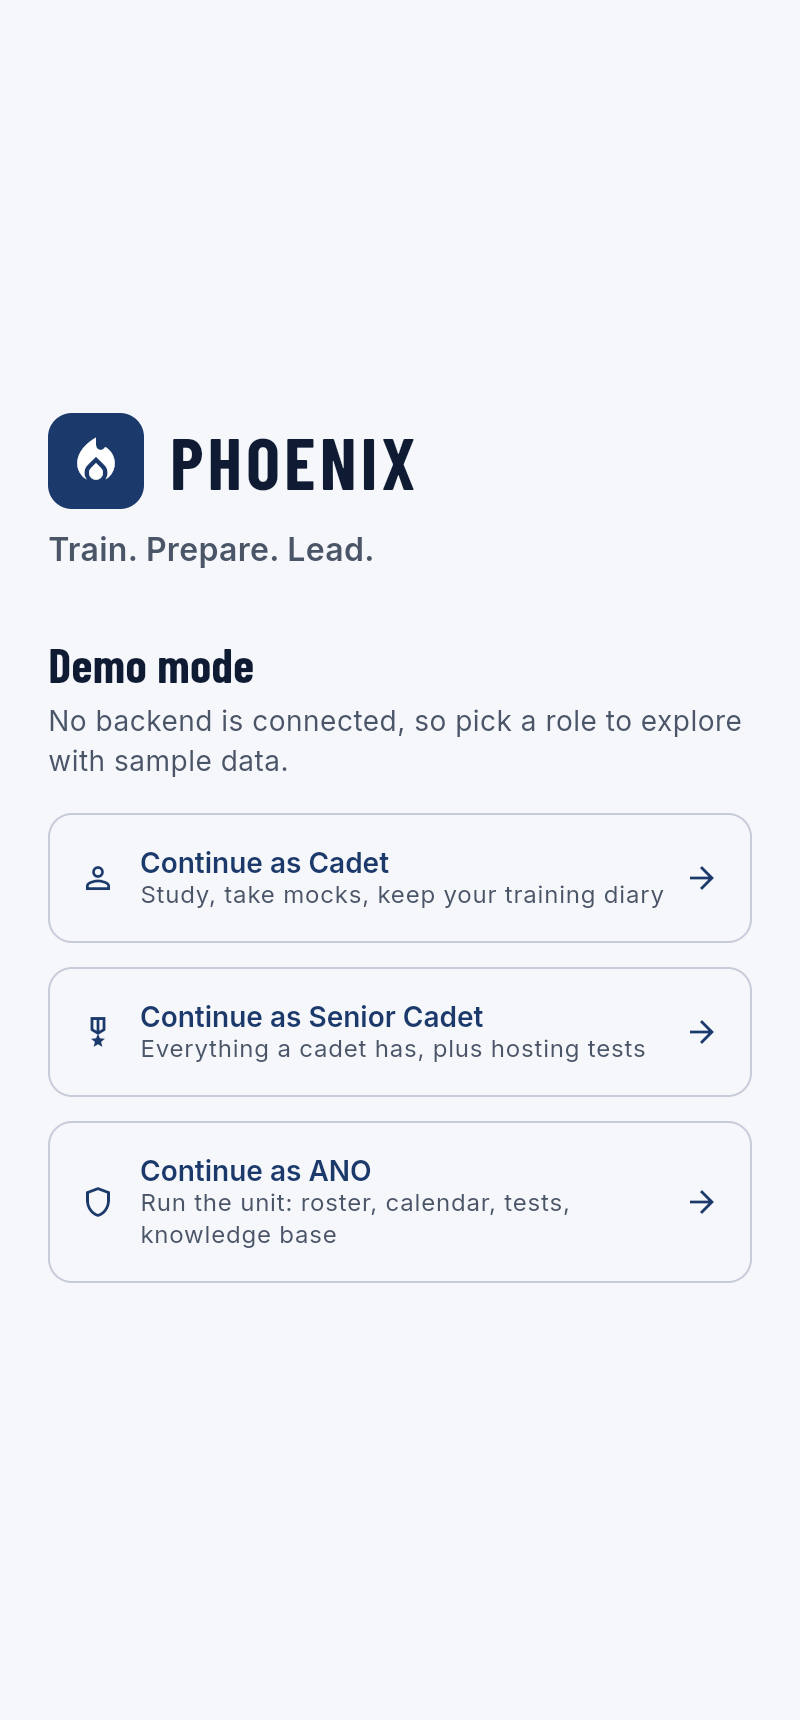 PHOENIX
Train. Prepare. Lead.
Demo mode
No backend is connected, so pick a role to explore
with sample data.
Continue as Cadet
Study, take mocks, keep your training diary
Continue as Senior Cadet
Everything a cadet has, plus hosting tests
Continue as ANO
Run the unit: roster, calendar, tests,
knowledge base